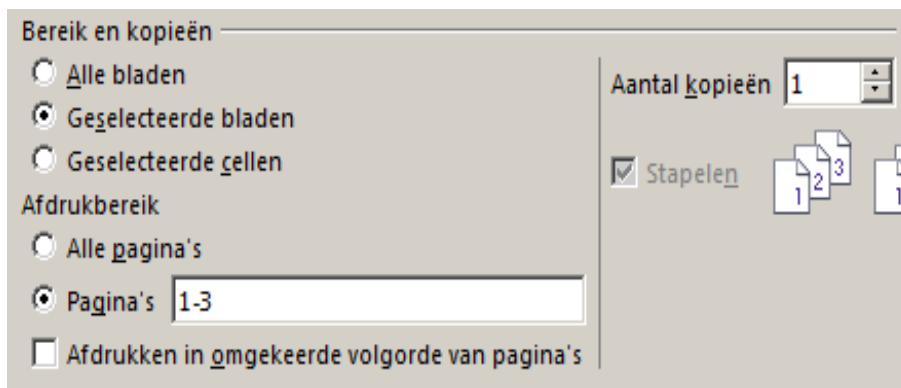 Bereik en kopieën
Alle bladen
Geselecteerde bladen
Geselecteerde cellen
Afdrukbereik
Alle pagina's
Pagina's 1-3
Afdrukken in omgekeerde volgorde van pagina's
Aantal kopieën 1
Stapelen
1 2 3
1